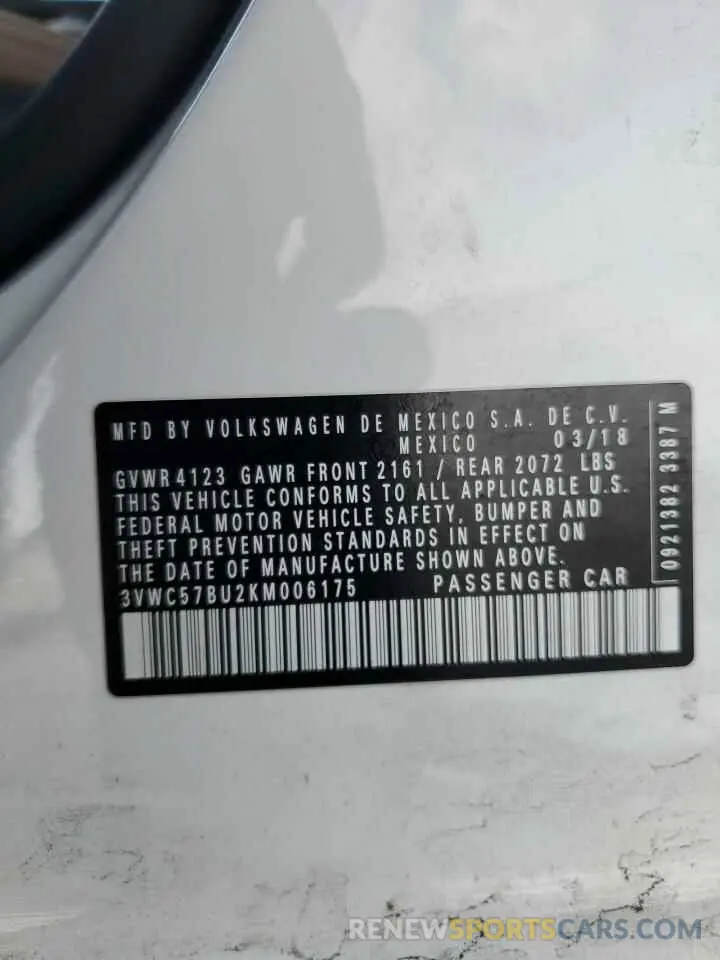 MFD BY VOLKSWAGEN DE MEXICO S.A. DE C.V.
MEXICO 03/18
GVWR 4123 GAWR FRONT 2161 / REAR 2072 LBS
THIS VEHICLE CONFORMS TO ALL APPLICABLE U.S.
FEDERAL MOTOR VEHICLE SAFETY, BUMPER AND
THEFT PREVENTION STANDARDS IN EFFECT ON
THE DATE OF MANUFACTURE SHOWN ABOVE.
3VWC57BU2KM006175 PASSENGER CAR
0921382 3387 M
RENEWSPORTSCARS.COM